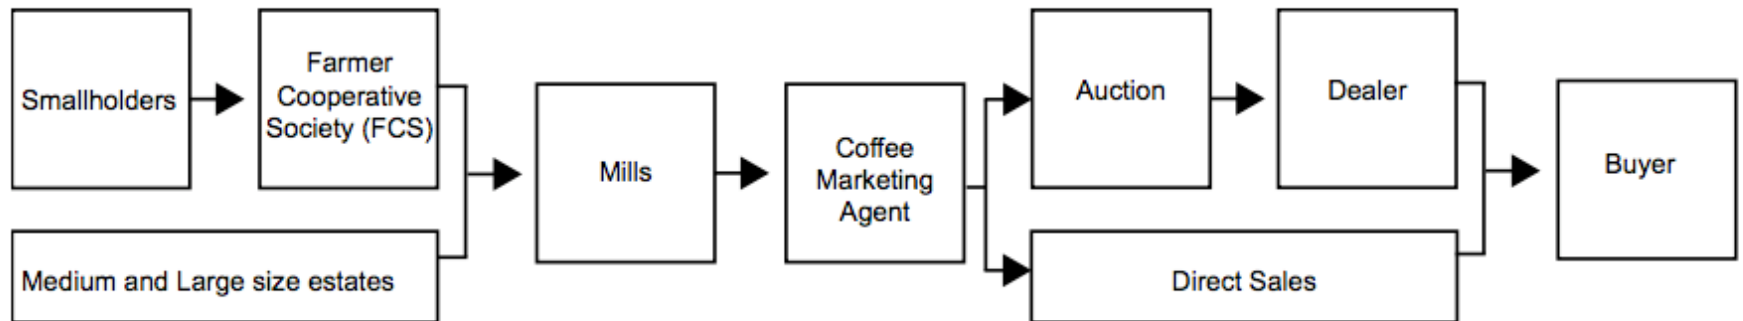 Smallholders
Farmer
Cooperative
Society (FCS)
Medium and Large size estates
Mills
Coffee
Marketing
Agent
Auction
Dealer
Direct Sales
Buyer